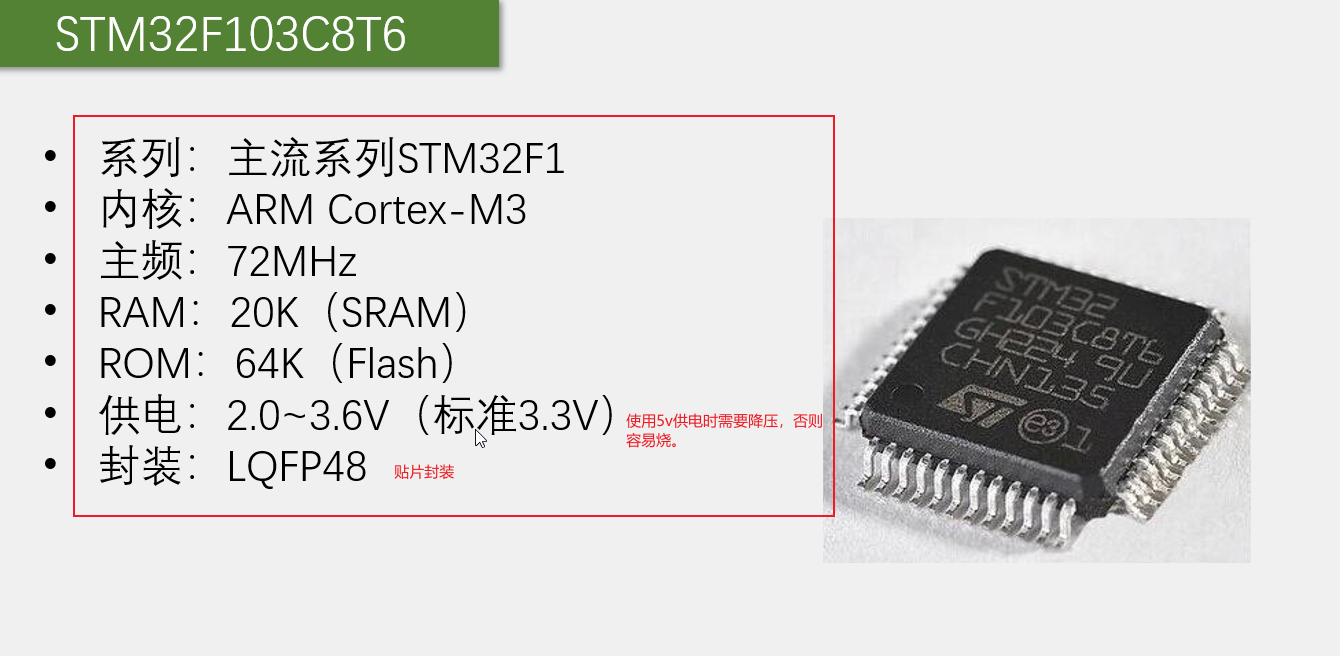 STM32F103C8T6
• 系列：主流系列STM32F1
• 内核：ARM Cortex-M3
• 主频：72MHz
• RAM：20K（SRAM）
• ROM：64K（Flash）
• 供电：2.0~3.6V（标准3.3V）
使用5v供电时需要降压，否则
容易烧。
• 封装：LQFP48
贴片封装
STM32
F103C8T6
GH224 9U
CHN135
ST e3 1